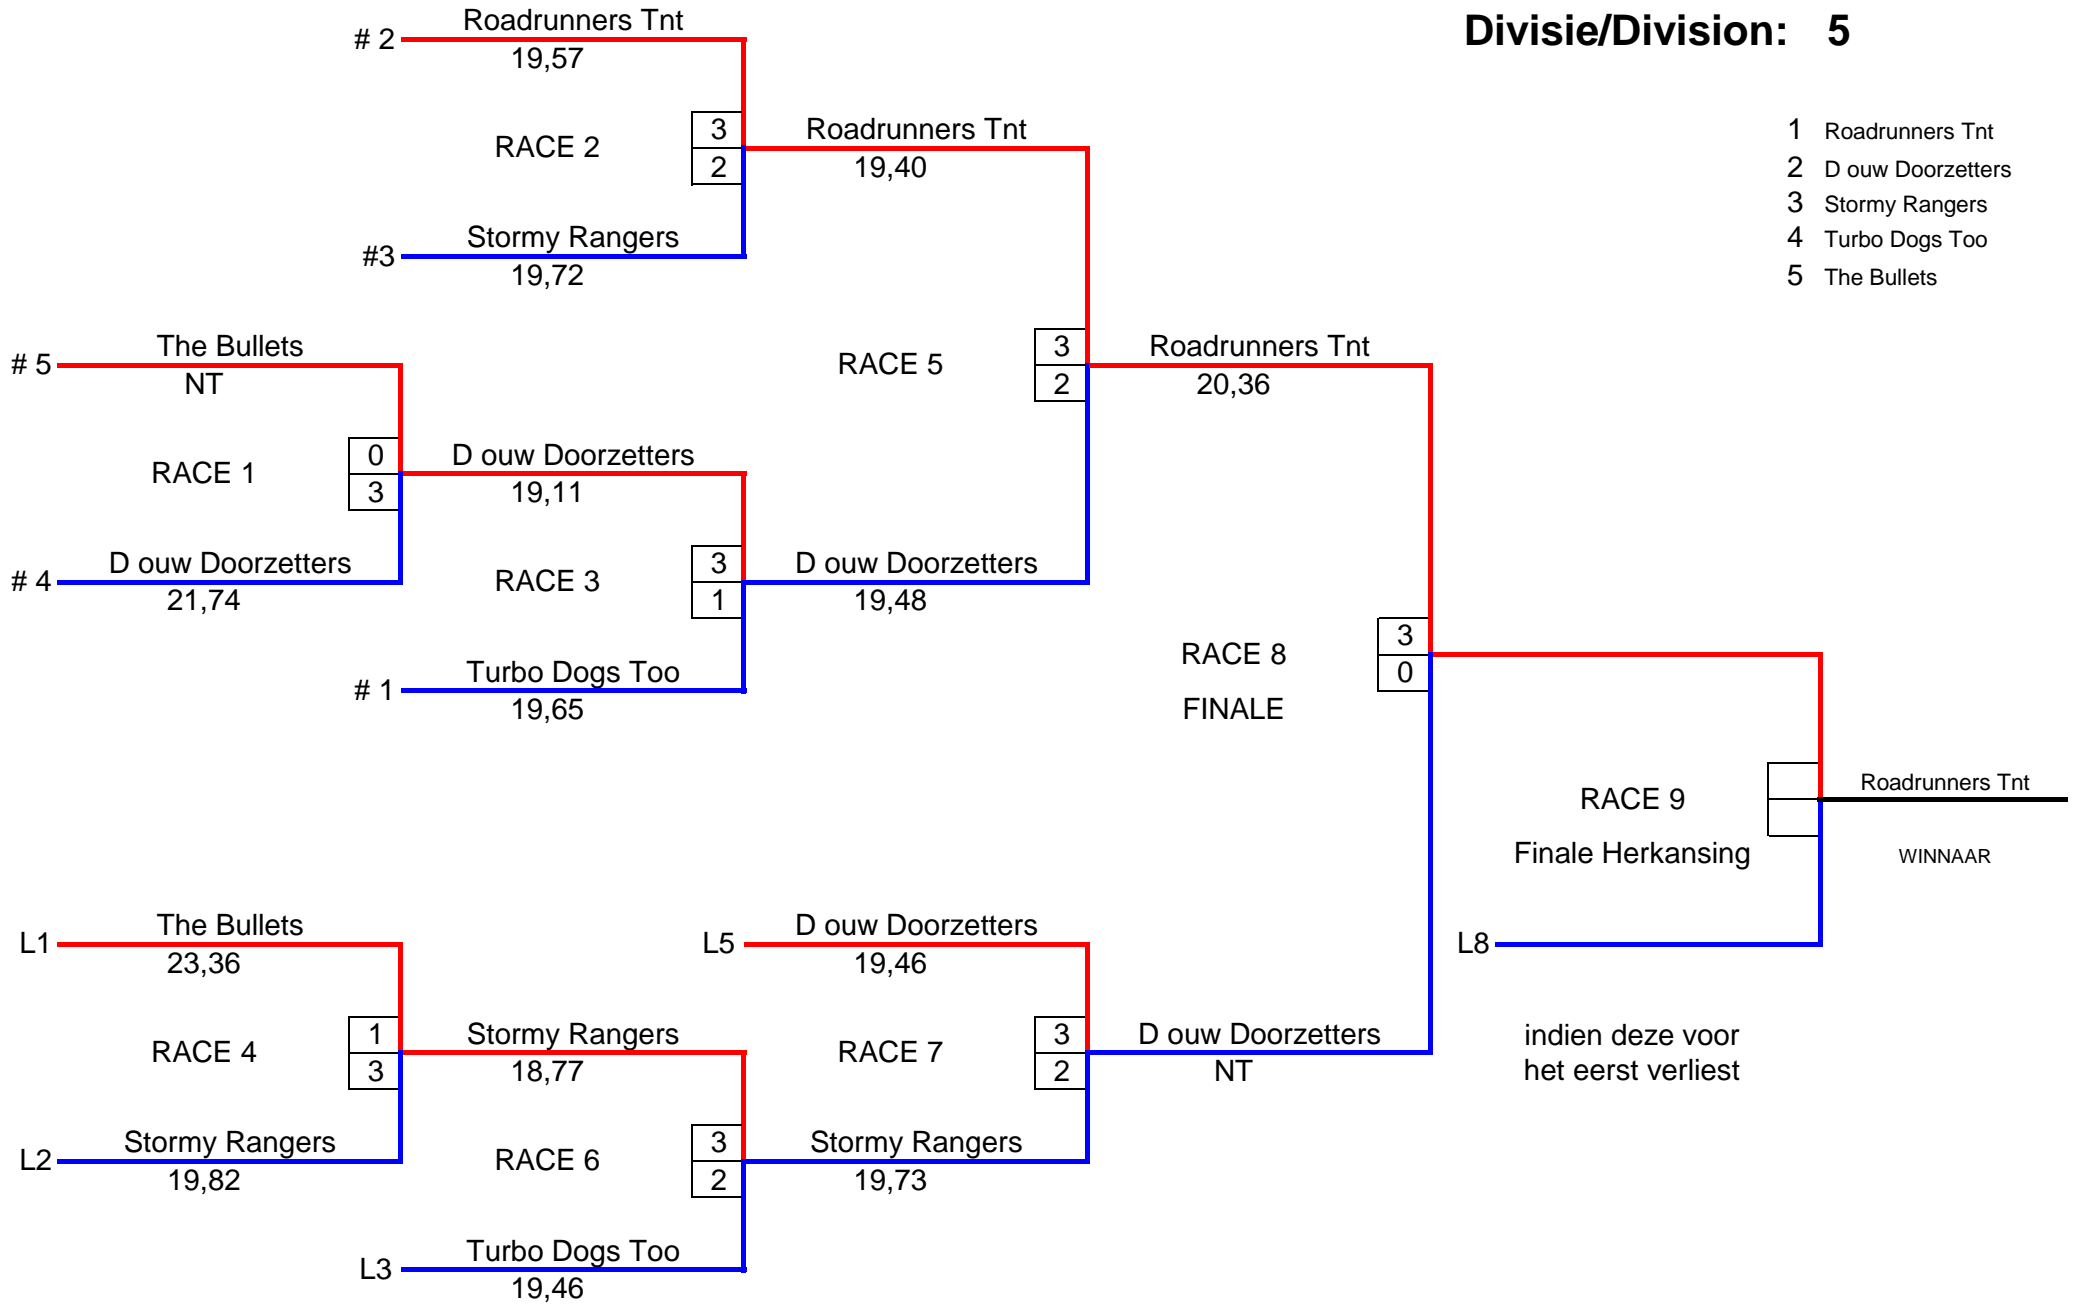 Divisie/Division: 5
1 Roadrunners Tnt
2 D ouw Doorzetters
3 Stormy Rangers
4 Turbo Dogs Too
5 The Bullets
# 2 Roadrunners Tnt
19,57
RACE 2
3
2
#3 Stormy Rangers
19,72
Roadrunners Tnt
19,40
# 5 The Bullets
NT
RACE 1
0
3
# 4 D ouw Doorzetters
21,74
D ouw Doorzetters
19,11
RACE 3
3
1
# 1 Turbo Dogs Too
19,65
D ouw Doorzetters
19,48
RACE 5
3
2
Roadrunners Tnt
20,36
RACE 8
FINALE
3
0
RACE 9
Finale Herkansing
Roadrunners Tnt
WINNAAR
L8
indien deze voor
het eerst verliest
L1 The Bullets
23,36
RACE 4
1
3
L2 Stormy Rangers
19,82
Stormy Rangers
18,77
RACE 6
3
2
L3 Turbo Dogs Too
19,46
L5 D ouw Doorzetters
19,46
RACE 7
3
2
Stormy Rangers
19,73
D ouw Doorzetters
NT